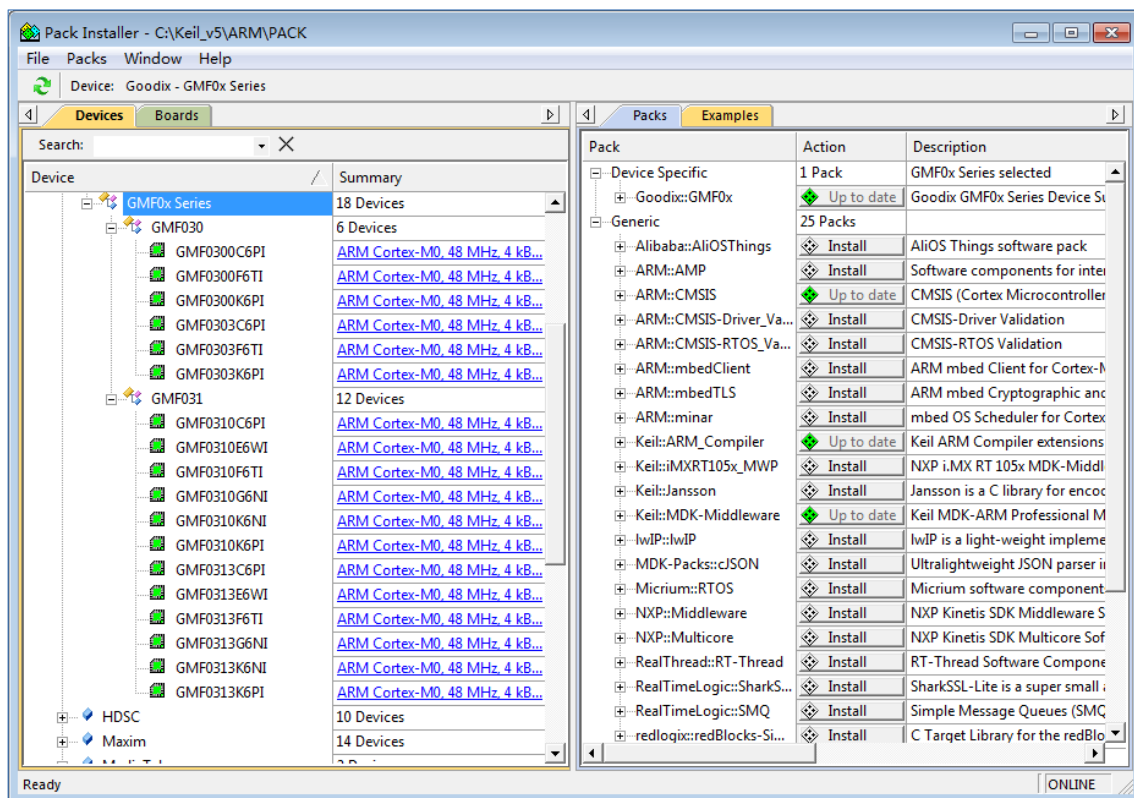 Pack Installer - C:\Keil_v5\ARM\PACK
File Packs Window Help
Device: Goodix - GMF0x Series
Devices Boards
Search:
Device Summary
GMF0x Series 18 Devices
GMF030 6 Devices
GMF0300C6PI ARM Cortex-M0, 48 MHz, 4 kB...
GMF0300F6TI ARM Cortex-M0, 48 MHz, 4 kB...
GMF0300K6PI ARM Cortex-M0, 48 MHz, 4 kB...
GMF0303C6PI ARM Cortex-M0, 48 MHz, 4 kB...
GMF0303F6TI ARM Cortex-M0, 48 MHz, 4 kB...
GMF0303K6PI ARM Cortex-M0, 48 MHz, 4 kB...
GMF031 12 Devices
GMF0310C6PI ARM Cortex-M0, 48 MHz, 4 kB...
GMF0310E6WI ARM Cortex-M0, 48 MHz, 4 kB...
GMF0310F6TI ARM Cortex-M0, 48 MHz, 4 kB...
GMF0310G6NI ARM Cortex-M0, 48 MHz, 4 kB...
GMF0310K6NI ARM Cortex-M0, 48 MHz, 4 kB...
GMF0310K6PI ARM Cortex-M0, 48 MHz, 4 kB...
GMF0313C6PI ARM Cortex-M0, 48 MHz, 4 kB...
GMF0313E6WI ARM Cortex-M0, 48 MHz, 4 kB...
GMF0313F6TI ARM Cortex-M0, 48 MHz, 4 kB...
GMF0313G6NI ARM Cortex-M0, 48 MHz, 4 kB...
GMF0313K6NI ARM Cortex-M0, 48 MHz, 4 kB...
GMF0313K6PI ARM Cortex-M0, 48 MHz, 4 kB...
HDSC 10 Devices
Maxim 14 Devices
Packs Examples
Pack Action Description
Device Specific 1 Pack GMF0x Series selected
Goodix::GMF0x Up to date Goodix GMF0x Series Device Su
Generic 25 Packs
Alibaba::AliOSThings Install AliOS Things software pack
ARM::AMP Install Software components for inter
ARM::CMSIS Up to date CMSIS (Cortex Microcontroller
ARM::CMSIS-Driver_Va... Install CMSIS-Driver Validation
ARM::CMSIS-RTOS_Va... Install CMSIS-RTOS Validation
ARM::mbedClient Install ARM mbed Client for Cortex-M
ARM::mbedTLS Install ARM mbed Cryptographic and
ARM::minar Install mbed OS Scheduler for Cortex
Keil::ARM_Compiler Up to date Keil ARM Compiler extensions
Keil::iMXRT105x_MWP Install NXP i.MX RT 105x MDK-Middl
Keil::Jansson Install Jansson is a C library for encod
Keil::MDK-Middleware Up to date Keil MDK-ARM Professional M
lwIP::lwIP Install lwIP is a light-weight impleme
MDK-Packs::cJSON Install Ultralightweight JSON parser i
Micrium::RTOS Install Micrium software component
NXP::Middleware Install NXP Kinetis SDK Middleware S
NXP::Multicore Install NXP Kinetis SDK Multicore Sof
RealThread::RT-Thread Install RT-Thread Software Compone
RealTimeLogic::SharkS... Install SharkSSL-Lite is a super small
RealTimeLogic::SMQ Install Simple Message Queues (SMQ
redlogix::redBlocks-Si... Install C Target Library for the redBlo
Ready ONLINE